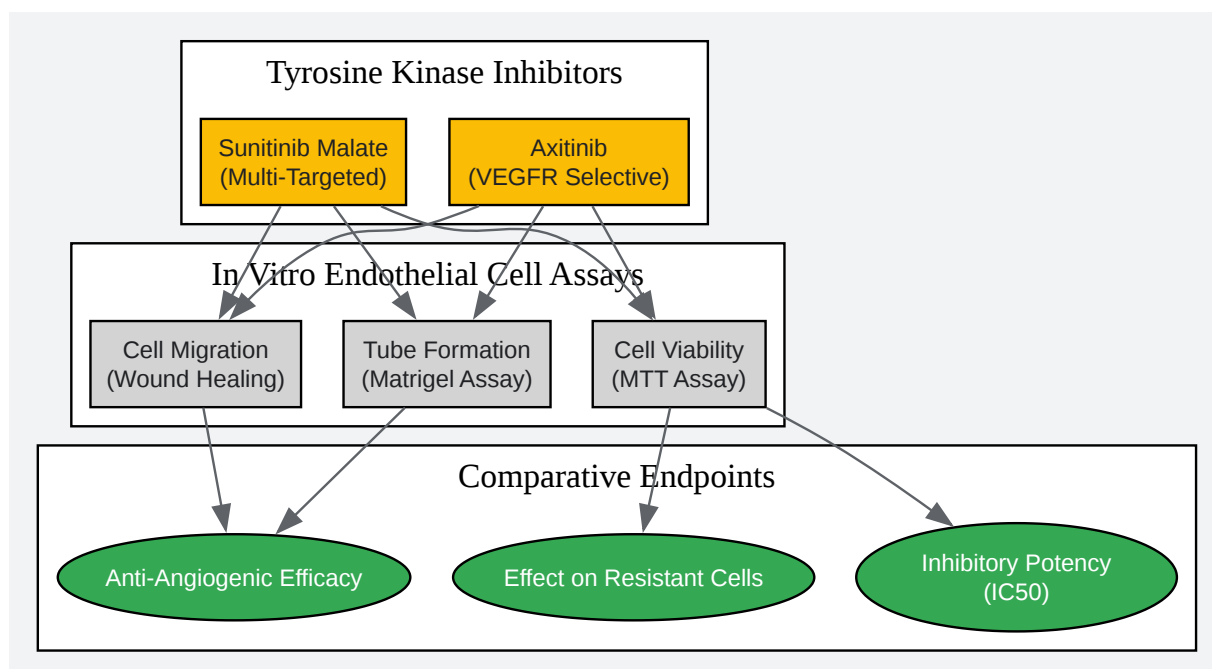 Tyrosine Kinase Inhibitors
Sunitinib Malate
(Multi-Targeted)
Axitinib
(VEGFR Selective)
In Vitro Endothelial Cell Assays
Cell Migration
(Wound Healing)
Tube Formation
(Matrigel Assay)
Cell Viability
(MTT Assay)
Comparative Endpoints
Anti-Angiogenic Efficacy
Effect on Resistant Cells
Inhibitory Potency
(IC50)